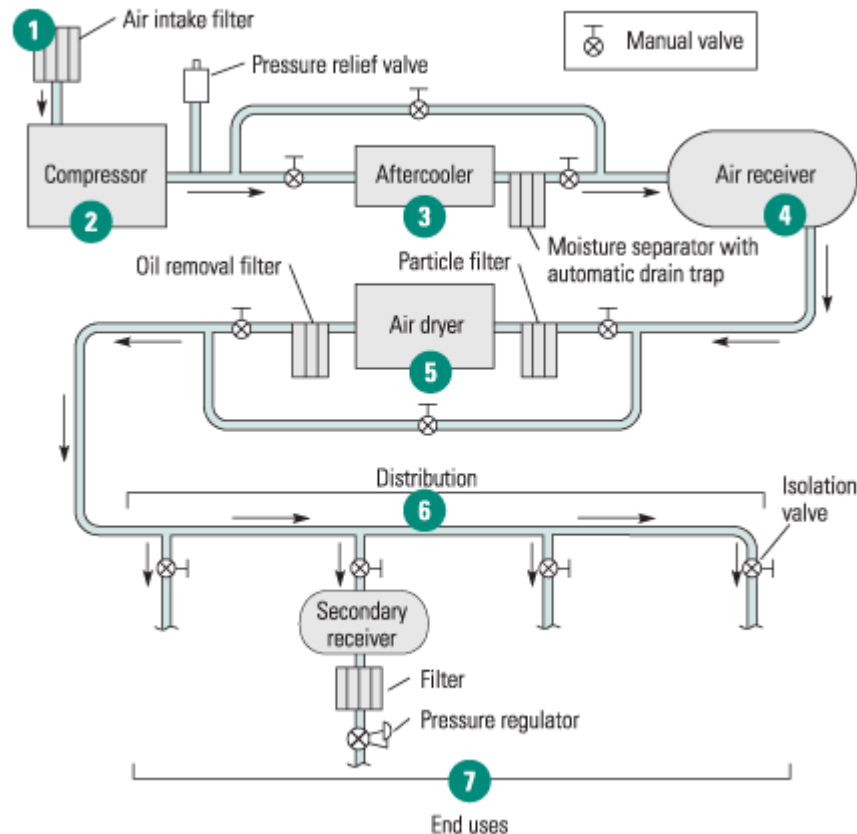 1
Air intake filter
Pressure relief valve
Manual valve
Compressor
2
Aftercooler
3
Air receiver
4
Moisture separator with
automatic drain trap
Oil removal filter
Particle filter
Air dryer
5
Distribution
6
Isolation
valve
Secondary
receiver
Filter
Pressure regulator
7
End uses